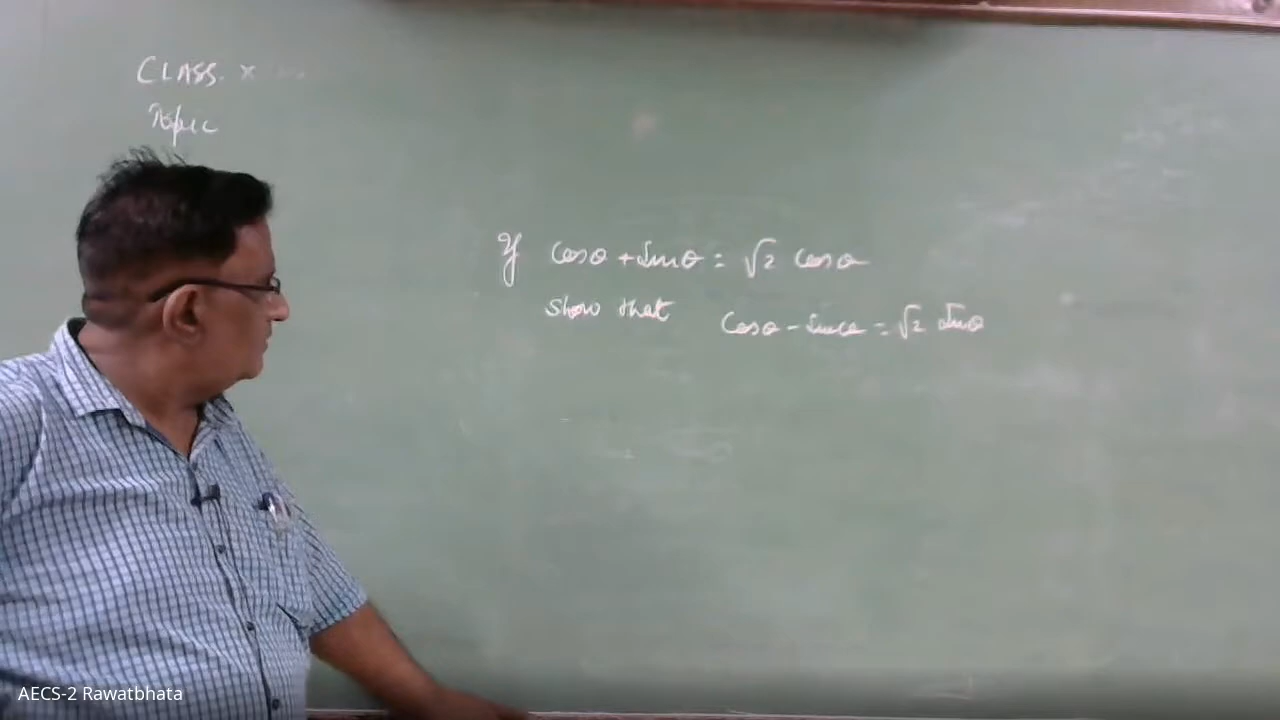 CLASS. X
Topic
If cosθ + sinθ = √2 cosθ
show that cosθ - sinθ = √2 sinθ
AECS-2 Rawatbhata